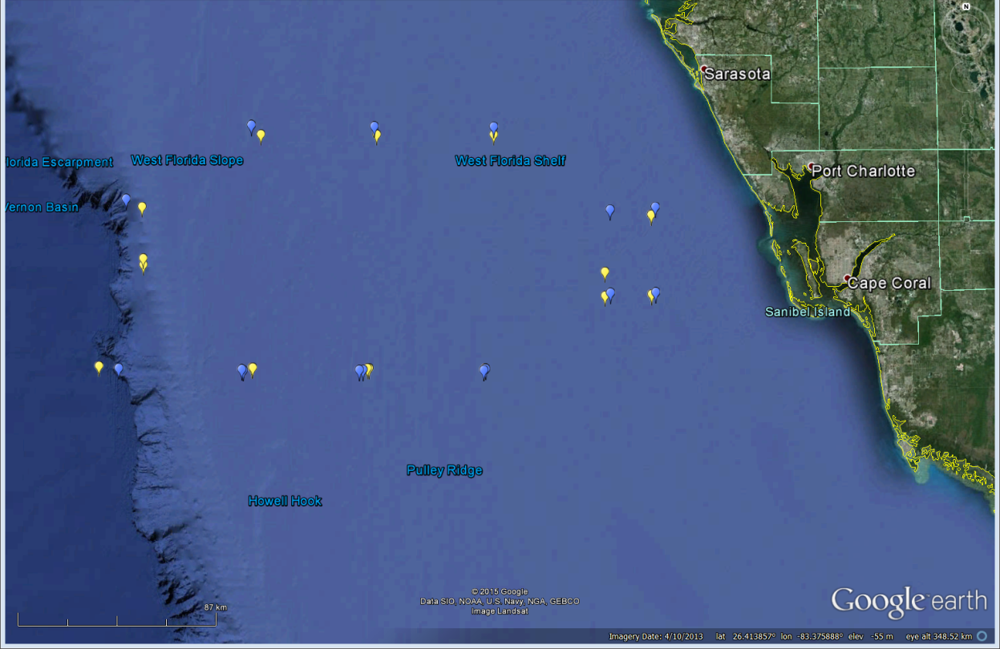 N
Sarasota
West Florida Slope
West Florida Shelf
lorida Escarpment
Port Charlotte
Vernon Basin
Cape Coral
Sanibel Island
Pulley Ridge
Howell Hook
© 2015 Google
Data SIO, NOAA, U.S. Navy, NGA, GEBCO
Image Landsat
87 km
Google earth
Imagery Date: 4/10/2013 lat 26.413857° lon -83.375888° elev -55 m eye alt 348.52 km